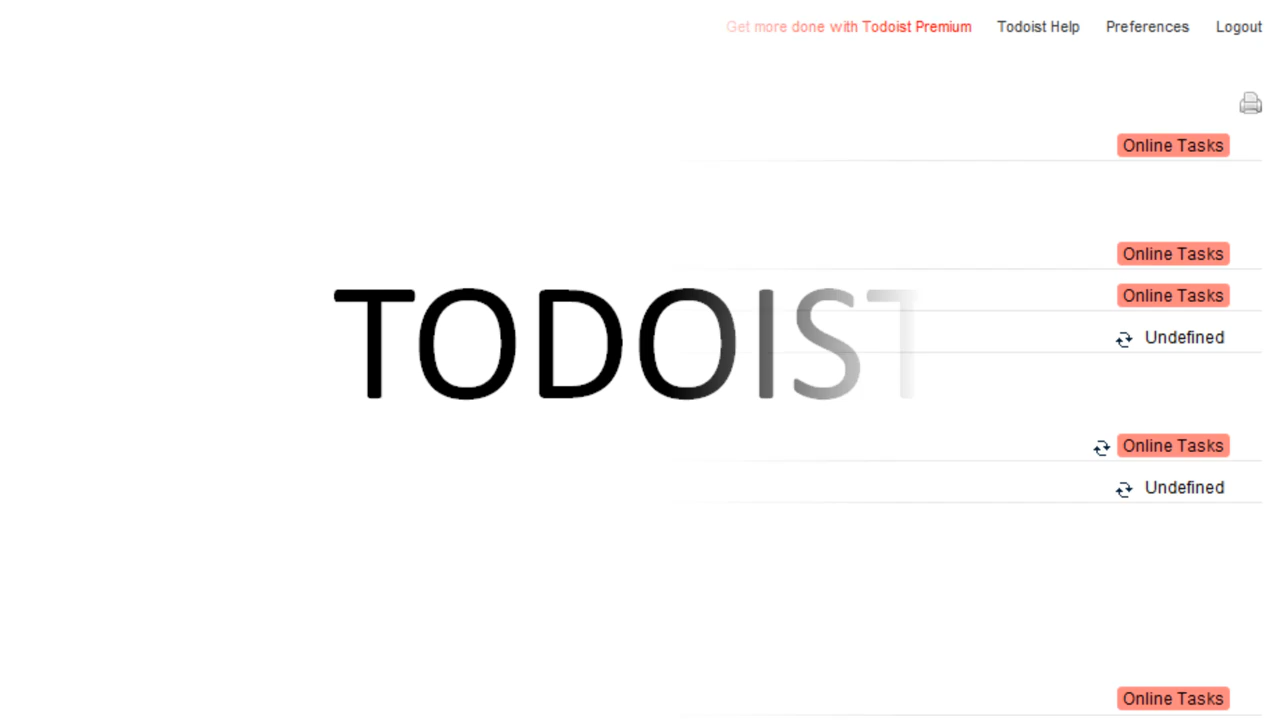 Get more done with Todoist Premium Todoist Help Preferences Logout
Online Tasks
Online Tasks
TODOIST
Online Tasks
Undefined
Online Tasks
Undefined
Online Tasks